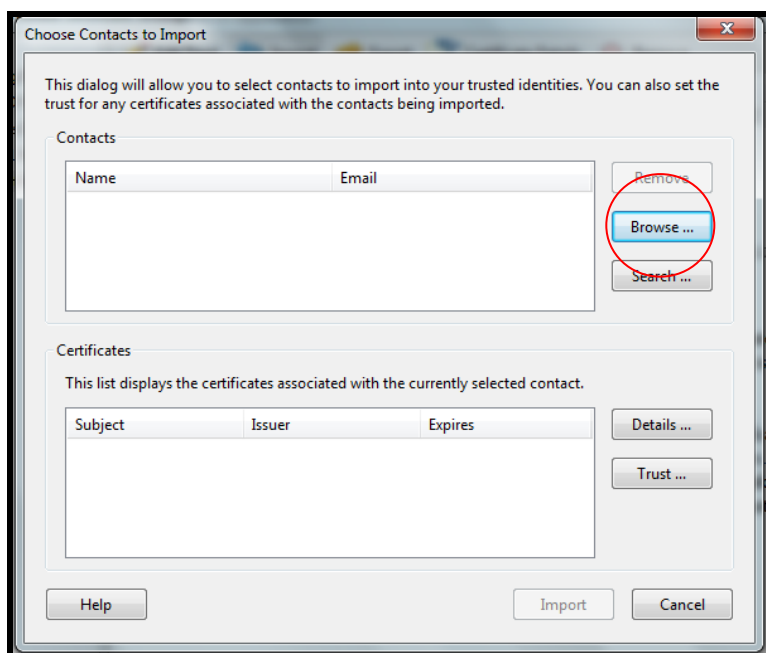 Choose Contacts to Import
This dialog will allow you to select contacts to import into your trusted identities. You can also set the
trust for any certificates associated with the contacts being imported.
Contacts
Name Email
Remove
Browse ...
Search ...
Certificates
This list displays the certificates associated with the currently selected contact.
Subject Issuer Expires
Details ...
Trust ...
Help Import Cancel